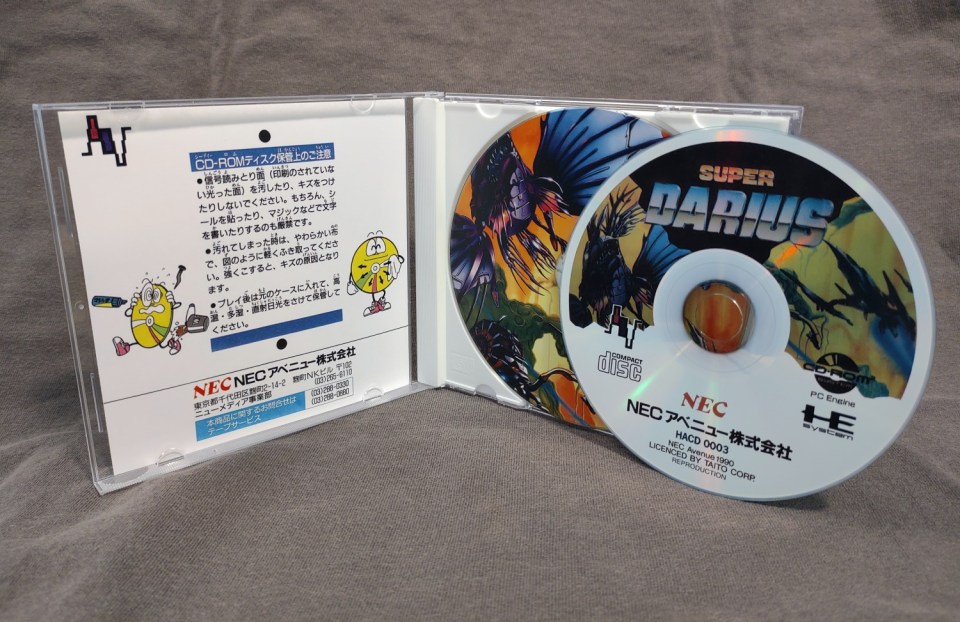 CD-ROMディスク保管上のご注意
●信号読みとり面（印刷のされていな
い光った面）を汚したり、キズをつけ
たりしないでください。もちろん、シ
ールを貼ったり、マジックなどで文字
を書いたりするのも厳禁です。
●汚れてしまった時は、やわらかい布
で、図のように軽くふき取ってくださ
い。強くこすると、キズの原因となり
ます。
●プレイ後は元のケースに入れて、高
温・多湿・直射日光をさけて保管して
ください。
NEC NECアベニュー株式会社
東京都千代田区麹町2-14-2 麹町NKビル 〒102
ニューメディア事業部 (03)265-6110
本商品に関するお問合せは (03)286-0330
テープサービス (03)288-0880
SUPER
DARIUS
COMPACT
disc
CD-ROM²
PC Engine
HE
SYSTEM
NEC
NECアベニュー株式会社
HACD 0003
NEC Avenue 1990
LICENCED BY TAITO CORP.
REPRODUCTION